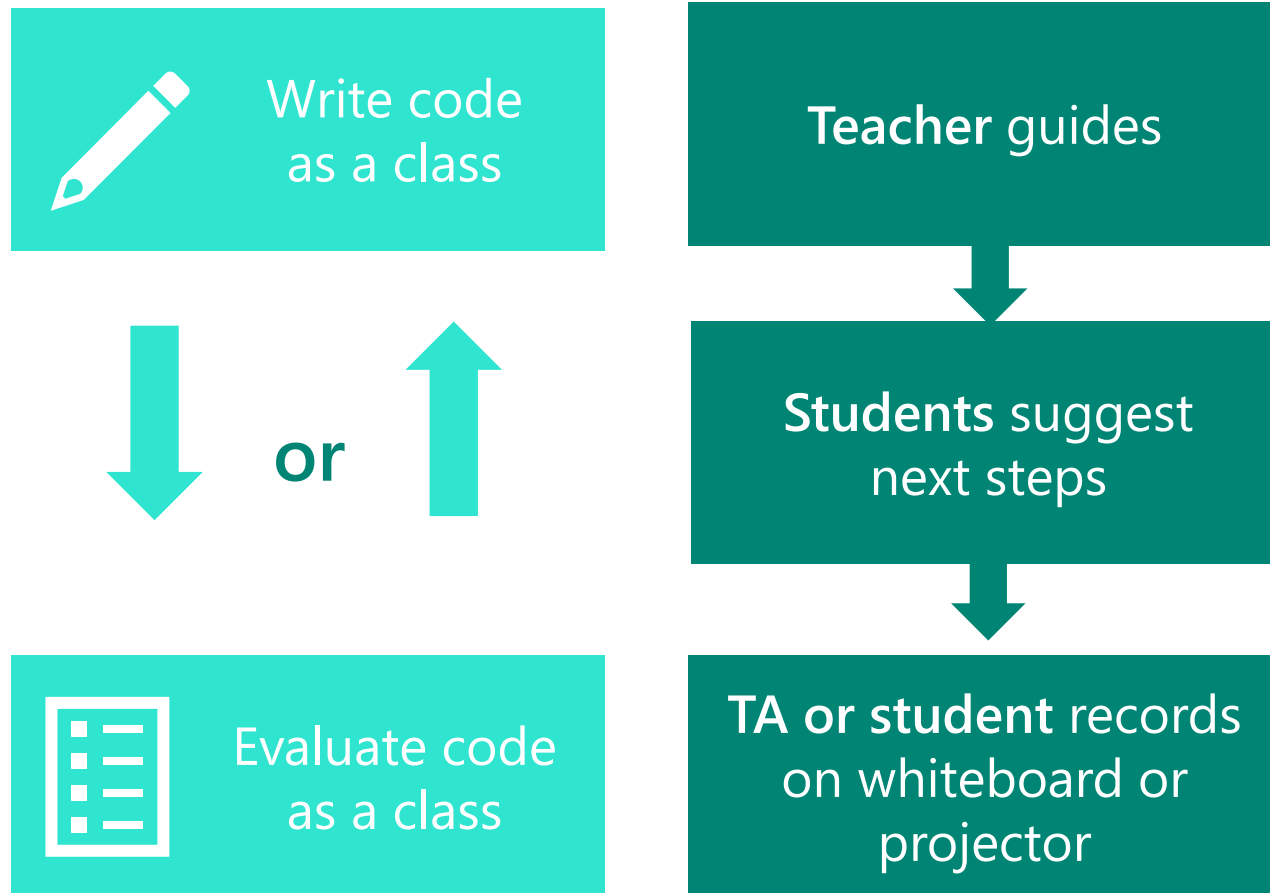 Write code
as a class
or
Evaluate code
as a class
Teacher guides
Students suggest
next steps
TA or student records
on whiteboard or
projector